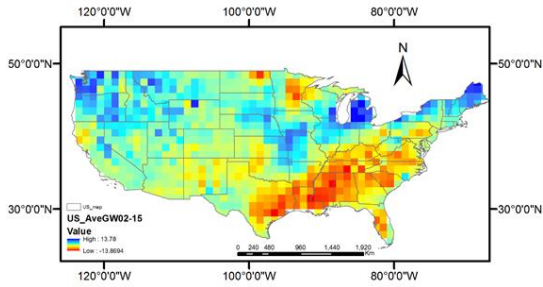 120°0'0"W 100°0'0"W 80°0'0"W
N
50°0'0"N 50°0'0"N
30°0'0"N 30°0'0"N
US_map
US_AveGW02-15
Value
High : 13.78
Low : -13.8694
0 240 480 960 1,440 1,920
Km
120°0'0"W 100°0'0"W 80°0'0"W